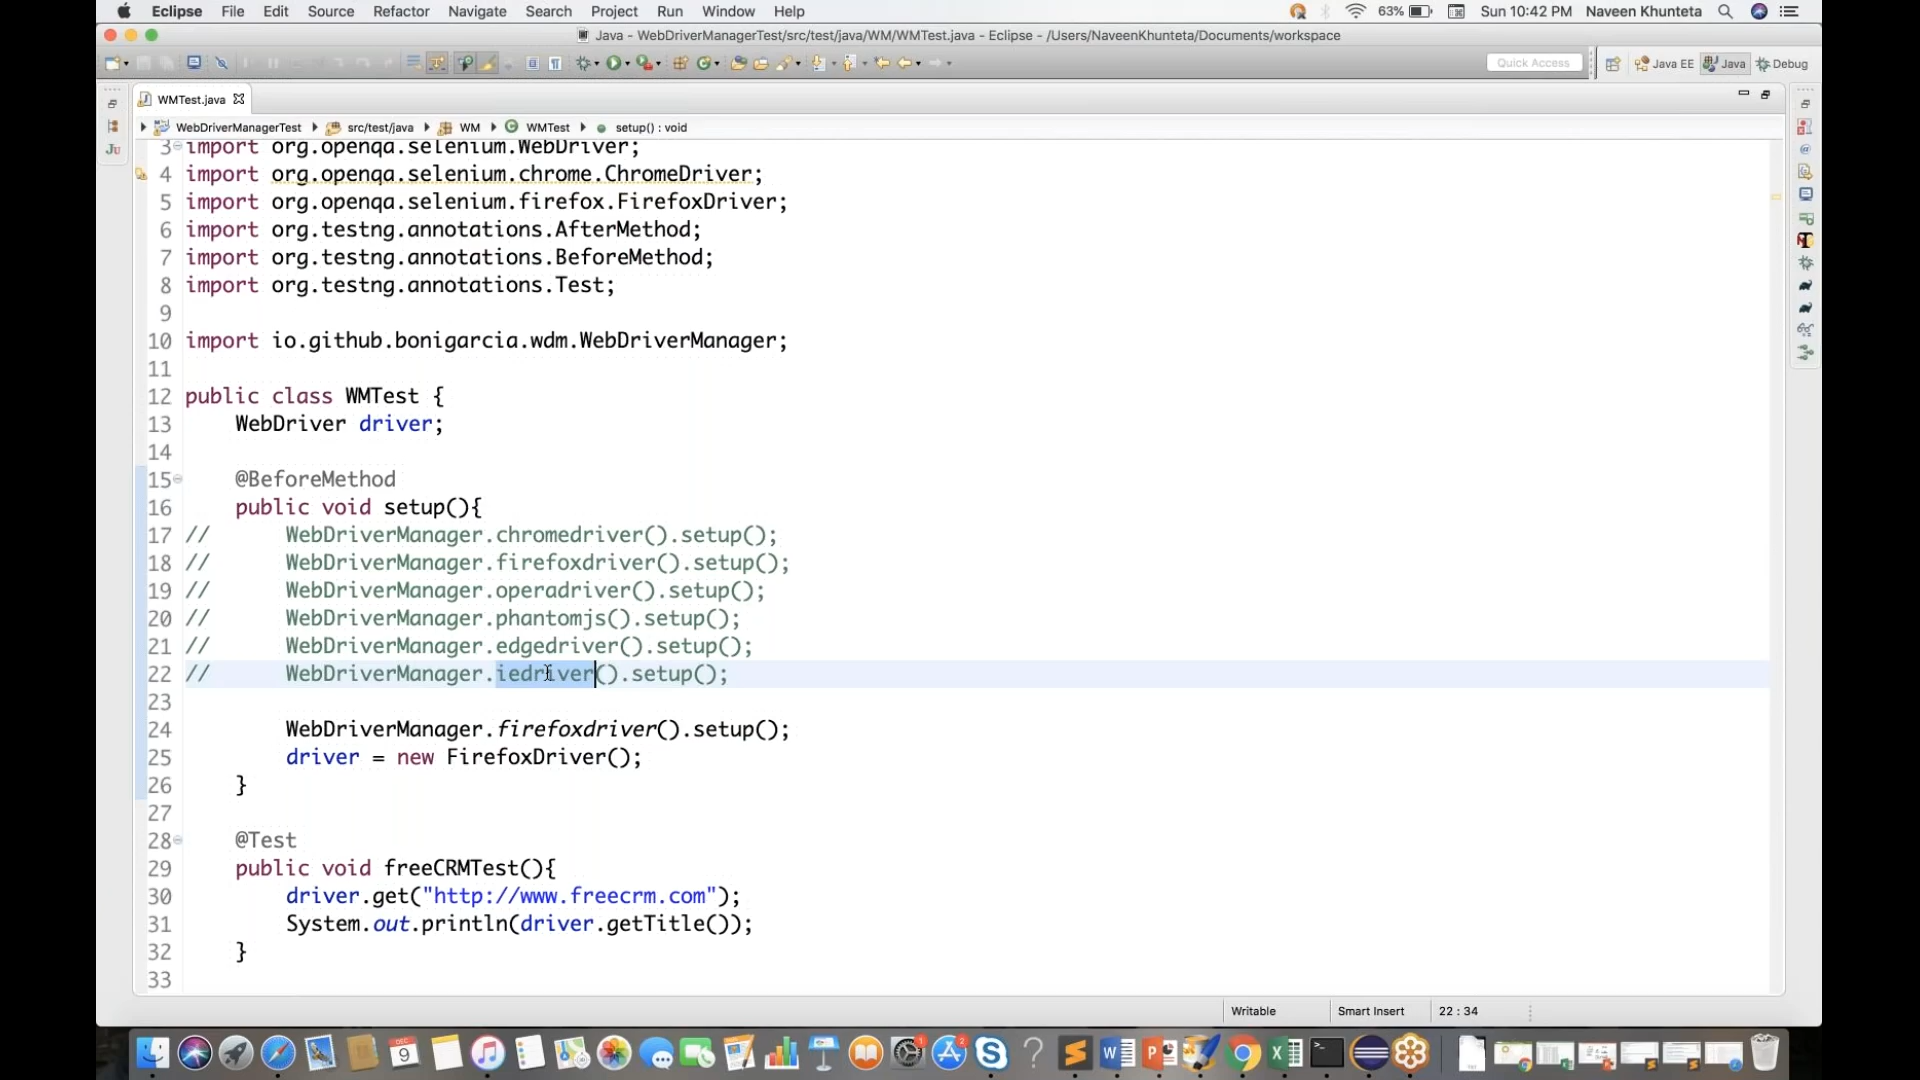 Eclipse File Edit Source Refactor Navigate Search Project Run Window Help 63% Sun 10:42 PM Naveen Khunteta
Java - WebDriverManagerTest/src/test/java/WM/WMTest.java - Eclipse - /Users/NaveenKhunteta/Documents/workspace
Quick Access Java EE Java Debug
WMTest.java
WebDriverManagerTest src/test/java WM WMTest setup() : void
3 import org.openqa.selenium.WebDriver;
4 import org.openqa.selenium.chrome.ChromeDriver;
5 import org.openqa.selenium.firefox.FirefoxDriver;
6 import org.testng.annotations.AfterMethod;
7 import org.testng.annotations.BeforeMethod;
8 import org.testng.annotations.Test;
9
10 import io.github.bonigarcia.wdm.WebDriverManager;
11
12 public class WMTest {
13 WebDriver driver;
14
15 @BeforeMethod
16 public void setup(){
17 // WebDriverManager.chromedriver().setup();
18 // WebDriverManager.firefoxdriver().setup();
19 // WebDriverManager.operadriver().setup();
20 // WebDriverManager.phantomjs().setup();
21 // WebDriverManager.edgedriver().setup();
22 // WebDriverManager.iedriver().setup();
23
24 WebDriverManager.firefoxdriver().setup();
25 driver = new FirefoxDriver();
26 }
27
28 @Test
29 public void freeCRMTest(){
30 driver.get("http://www.freecrm.com");
31 System.out.println(driver.getTitle());
32 }
33
Writable Smart Insert 22 : 34